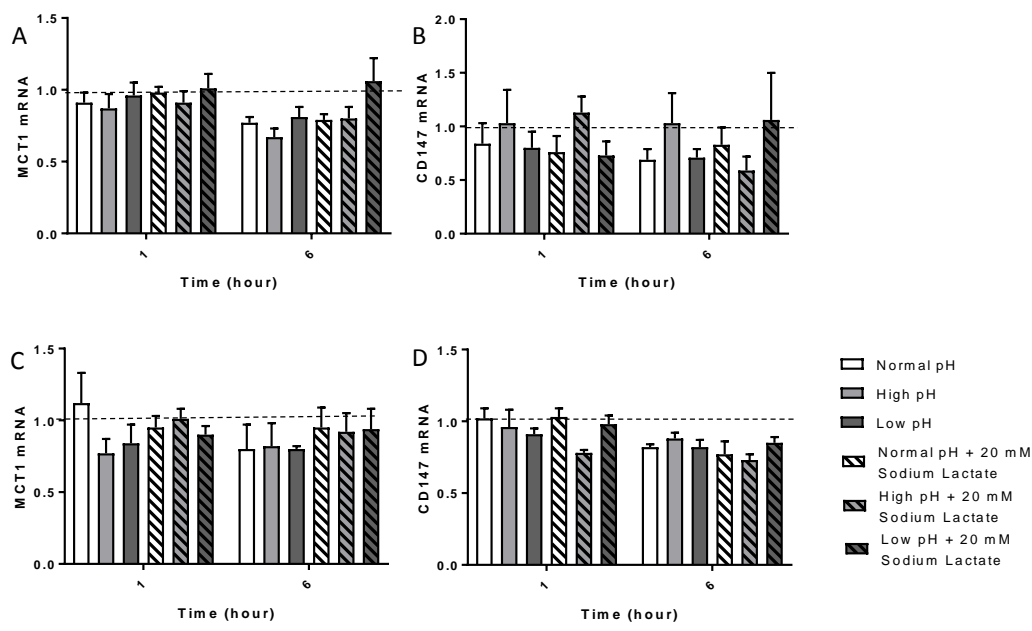 A
MCT1 mRNA
1.5
1.0
0.5
0.0
1
6
Time (hour)
B
CD147 mRNA
2.0
1.5
1.0
0.5
0.0
1
6
Time (hour)
C
MCT1 mRNA
1.5
1.0
0.5
0.0
1
6
Time (hour)
D
CD147 mRNA
1.5
1.0
0.5
0.0
1
6
Time (hour)
Normal pH
High pH
Low pH
Normal pH + 20 mM
Sodium Lactate
High pH + 20 mM
Sodium Lactate
Low pH + 20 mM
Sodium Lactate